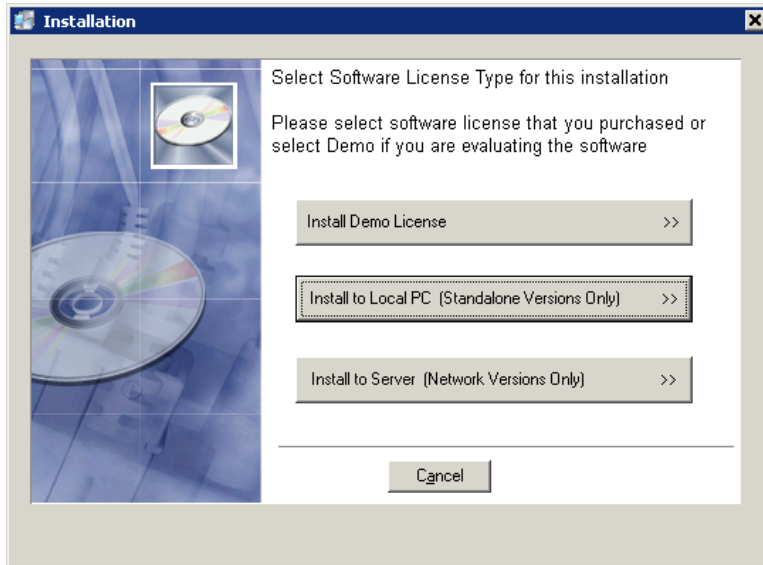 Installation
Select Software License Type for this installation
Please select software license that you purchased or
select Demo if you are evaluating the software
Install Demo License >>
Install to Local PC (Standalone Versions Only) >>
Install to Server (Network Versions Only) >>
Cancel